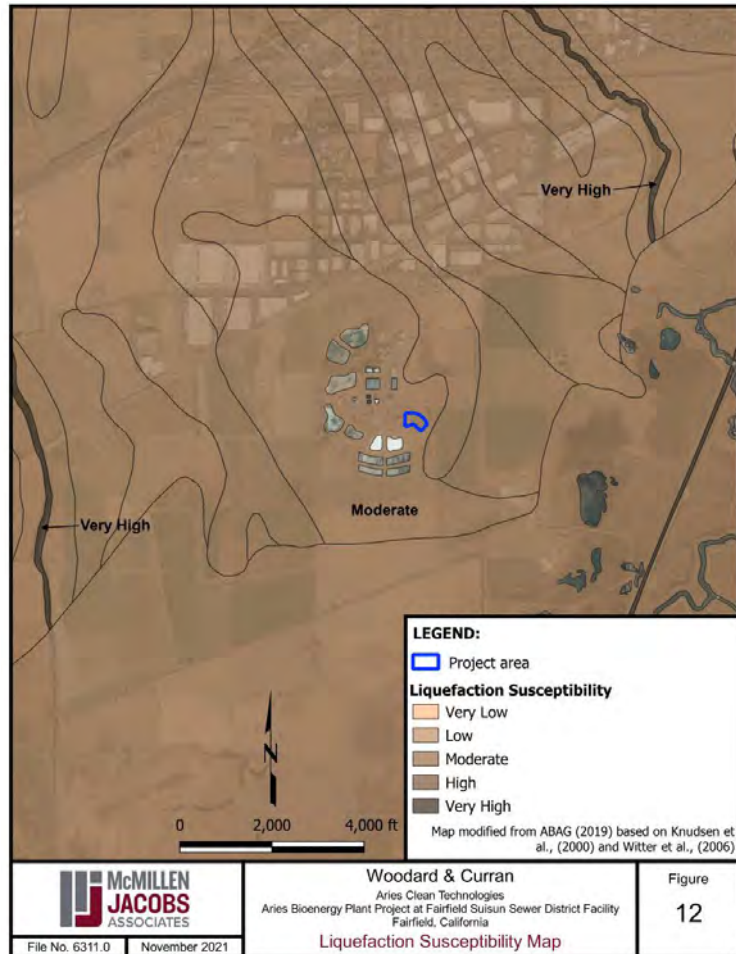 Very High
Very High
Moderate
N
0 2,000 4,000 ft
LEGEND:
Project area
Liquefaction Susceptibility
Very Low
Low
Moderate
High
Very High
Map modified from ABAG (2019) based on Knudsen et
al., (2000) and Witter et al., (2006)
McMILLEN
JACOBS
ASSOCIATES
File No. 6311.0 November 2021
Woodard & Curran
Aries Clean Technologies
Aries Bioenergy Plant Project at Fairfield Suisun Sewer District Facility
Fairfield, California
Liquefaction Susceptibility Map
Figure
12